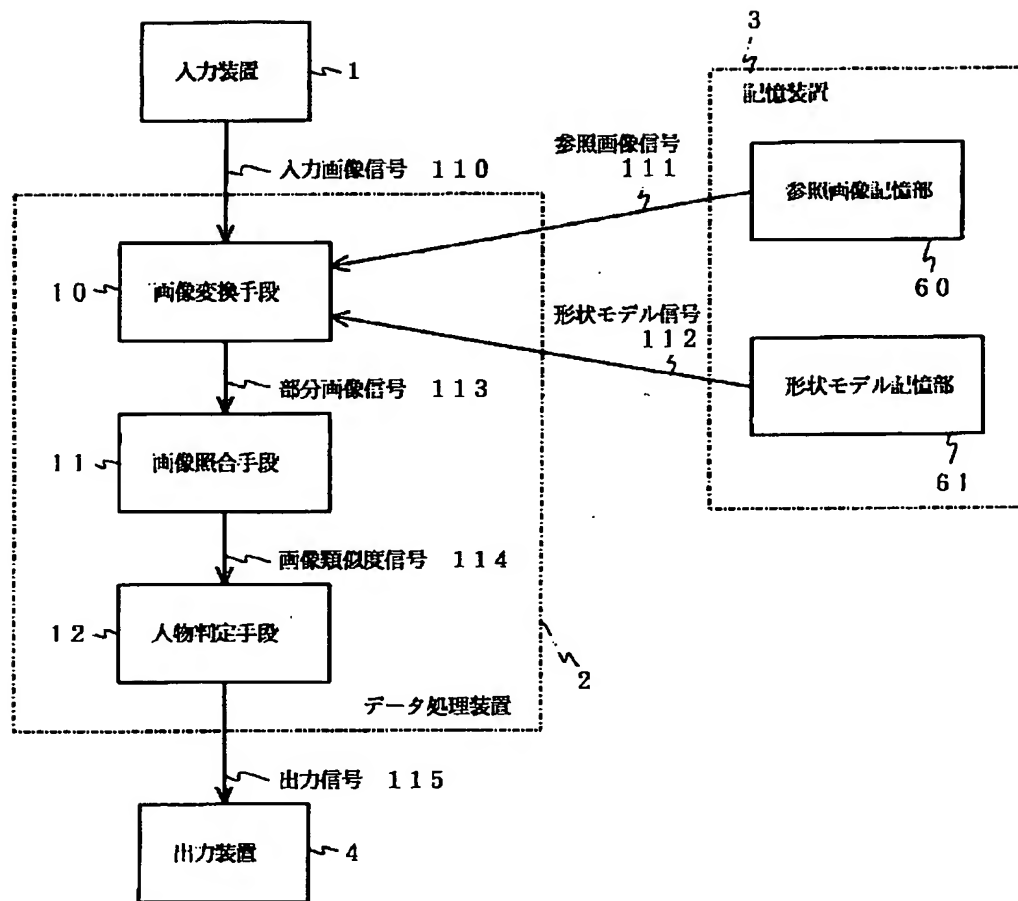 入力装置 1
3
記憶装置
入力画像信号 110
参照画像信号
111
参照画像記憶部
60
10 画像変換手段
形状モデル信号
112
形状モデル記憶部
61
部分画像信号 113
11 画像照合手段
画像類似度信号 114
12 人物判定手段
2
データ処理装置
出力信号 115
出力装置 4